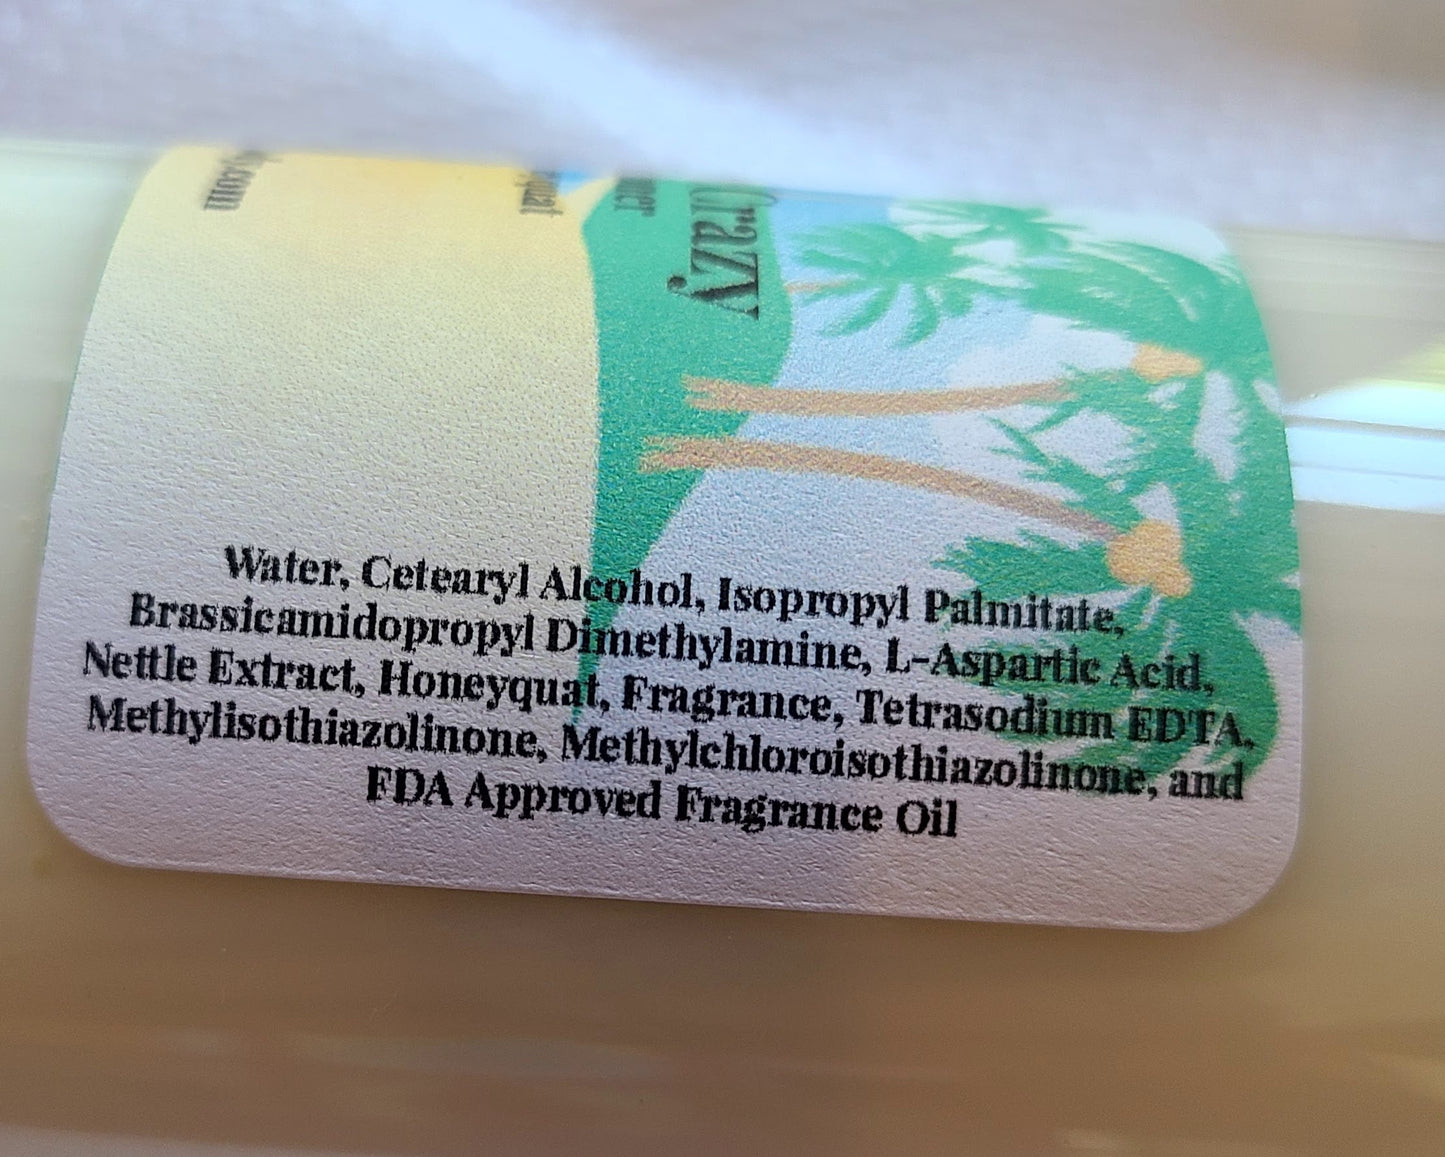 Crazy
Water, Cetearyl Alcohol, Isopropyl Palmitate,
Brassicamidopropyl Dimethylamine, L-Aspartic Acid,
Nettle Extract, Honeyquat, Fragrance, Tetrasodium EDTA,
Methylisothiazolinone, Methylchloroisothiazolinone, and
FDA Approved Fragrance Oil